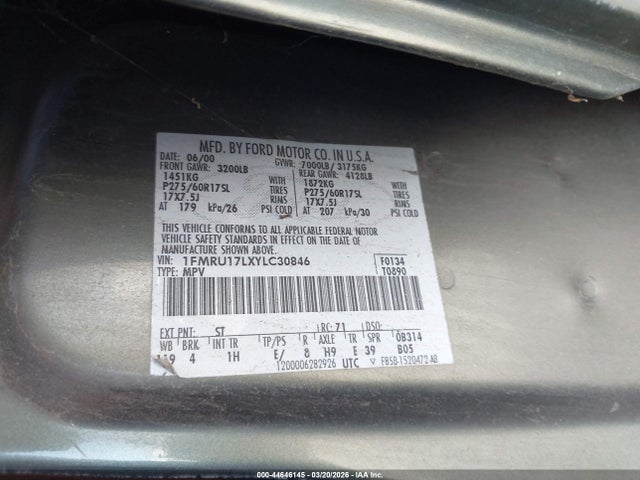 MFD. BY FORD MOTOR CO. IN U.S.A.
DATE: 06/00 GVWR: 7000LB/ 3175KG
FRONT GAWR: 3200LB REAR GAWR: 4128LB
1451KG WITH 1872KG WITH
P275/60R17SL TIRES P275/60R17SL TIRES
17X7.5J RIMS 17X7.5J RIMS
AT 179 kPa/26 PSI COLD AT 207 kPa/30 PSI COLD
THIS VEHICLE CONFORMS TO ALL APPLICABLE FEDERAL MOTOR
VEHICLE SAFETY STANDARDS IN EFFECT ON THE DATE OF
MANUFACTURE SHOWN ABOVE.
VIN: 1FMRU17LXYLC30846 F0134
TYPE: MPV T0890
EXT PNT: ST RC: 71 DSO:
WB BRK INT TR TP/PS R AXLE TR SPR 0B314
119 4 1H E/ 8 H9 E 39 B05
1200006282926 UTC F85B-1520472-AB
000-44646145 - 03/20/2026 - IAA Inc.